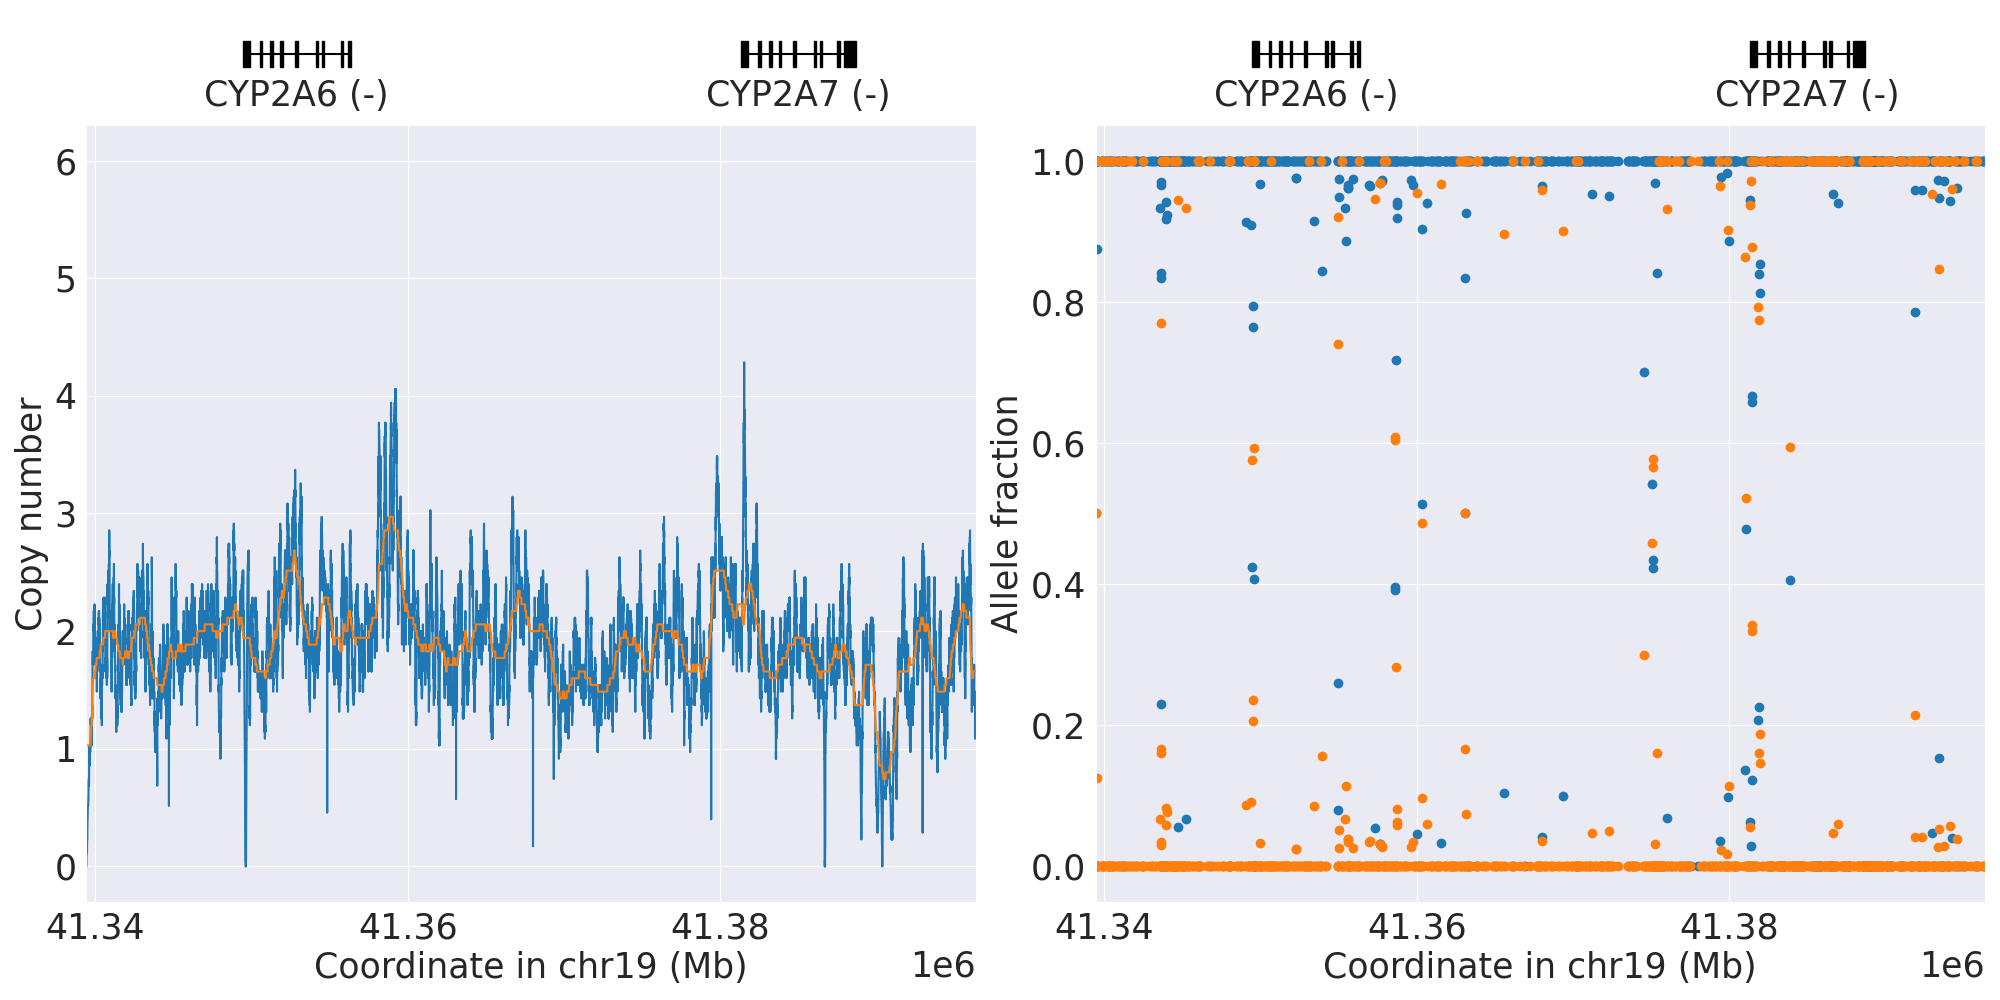 CYP2A6 (-)
CYP2A7 (-)
6
5
4
3
2
1
0
Copy number
41.34
41.36
41.38
Coordinate in chr19 (Mb)
1e6
CYP2A6 (-)
CYP2A7 (-)
1.0
0.8
0.6
0.4
0.2
0.0
Allele fraction
41.34
41.36
41.38
Coordinate in chr19 (Mb)
1e6